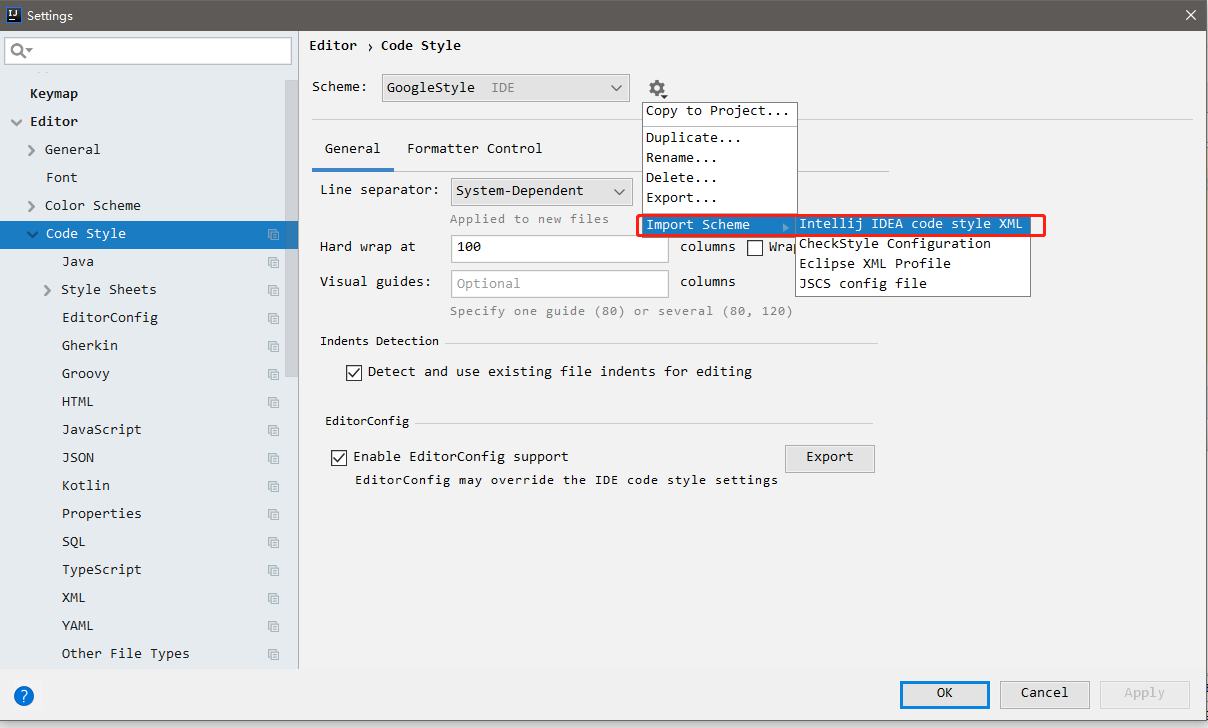 IJ Settings
Editor › Code Style
Keymap
Editor
General
Font
Color Scheme
Code Style
Java
Style Sheets
EditorConfig
Gherkin
Groovy
HTML
JavaScript
JSON
Kotlin
Properties
SQL
TypeScript
XML
YAML
Other File Types
?
Scheme: GoogleStyle IDE
Copy to Project...
Duplicate...
Rename...
Delete...
Export...
Import Scheme
Intellij IDEA code style XML
CheckStyle Configuration
Eclipse XML Profile
JSCS config file
General Formatter Control
Line separator: System-Dependent
Applied to new files
Hard wrap at 100 columns
Visual guides: Optional columns
Specify one guide (80) or several (80, 120)
Indents Detection
Detect and use existing file indents for editing
EditorConfig
Enable EditorConfig support Export
EditorConfig may override the IDE code style settings
OK Cancel Apply